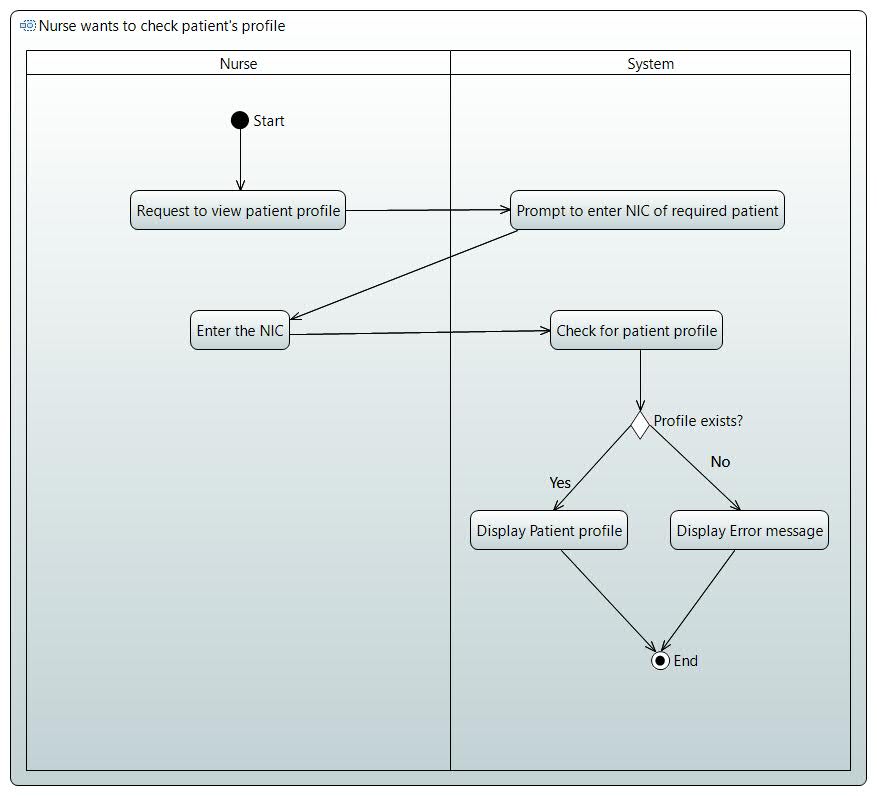 Nurse wants to check patient's profile
Nurse
System
Start
Request to view patient profile
Prompt to enter NIC of required patient
Enter the NIC
Check for patient profile
Profile exists?
No
Yes
Display Patient profile
Display Error message
End